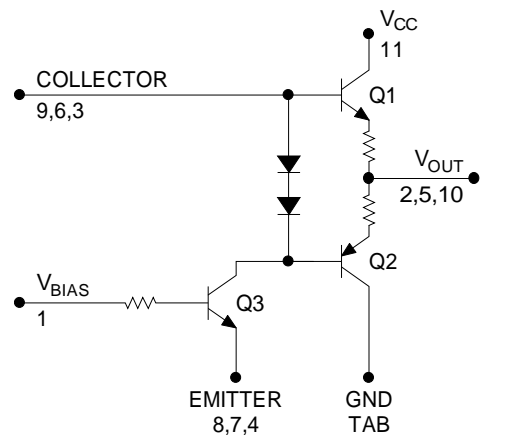 VCC
11
COLLECTOR
9,6,3
Q1
VOUT
2,5,10
Q2
VBIAS
1
Q3
EMITTER
8,7,4
GND
TAB